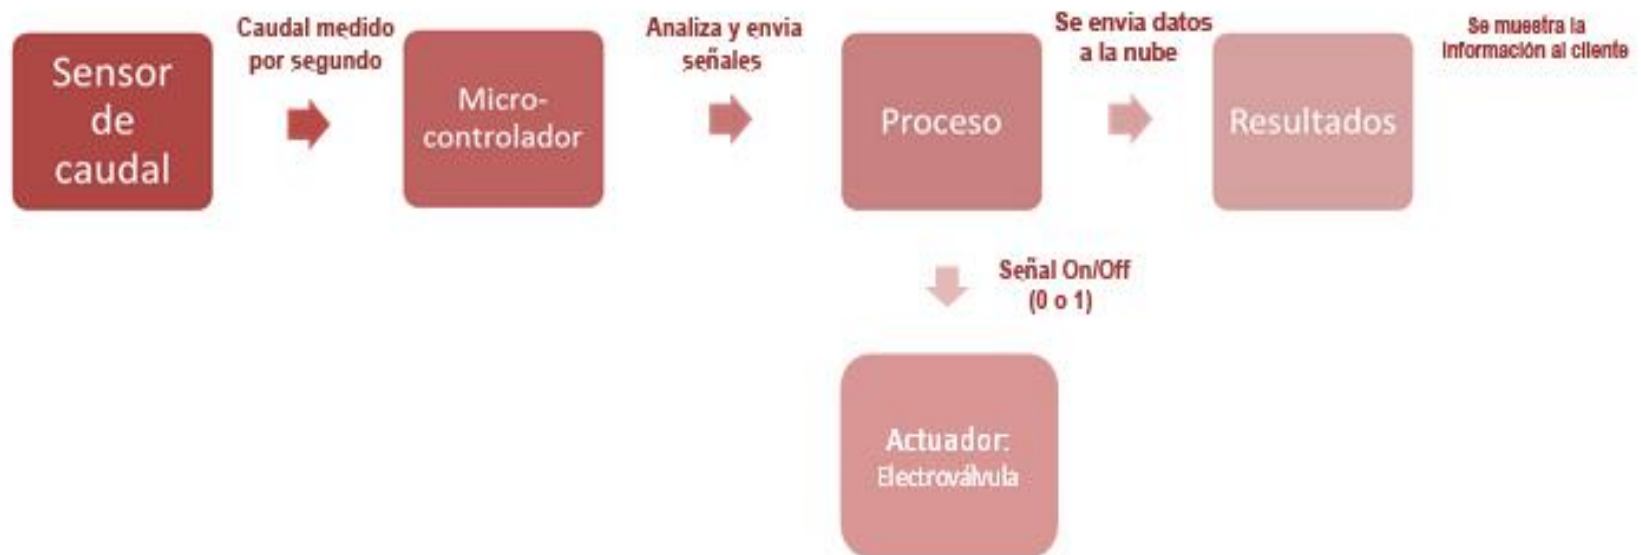 Sensor
de
caudal
Caudal medido
por segundo
Micro-
controlador
Analiza y envia
señales
Proceso
Se envia datos
a la nube
Resultados
Se muestra la
información al cliente
Señal On/Off
(0 o 1)
Actuador:
Electroválvula